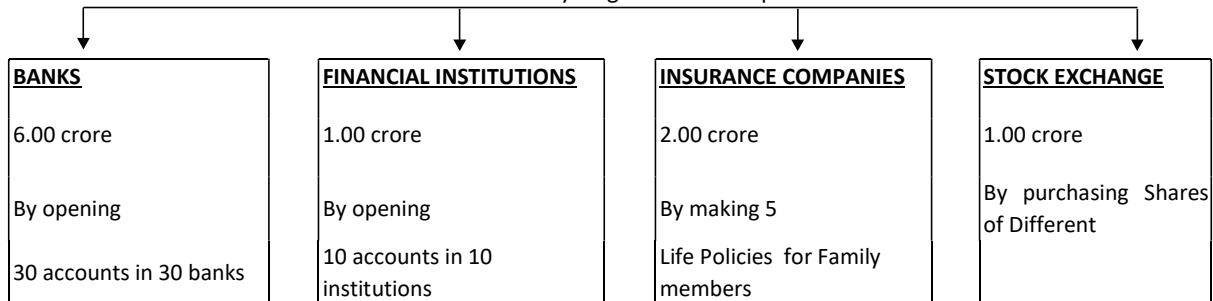 BANKS
6.00 crore
By opening
30 accounts in 30 banks
FINANCIAL INSTITUTIONS
1.00 crore
By opening
10 accounts in 10
institutions
INSURANCE COMPANIES
2.00 crore
By making 5
Life Policies for Family
members
STOCK EXCHANGE
1.00 crore
By purchasing Shares
of Different